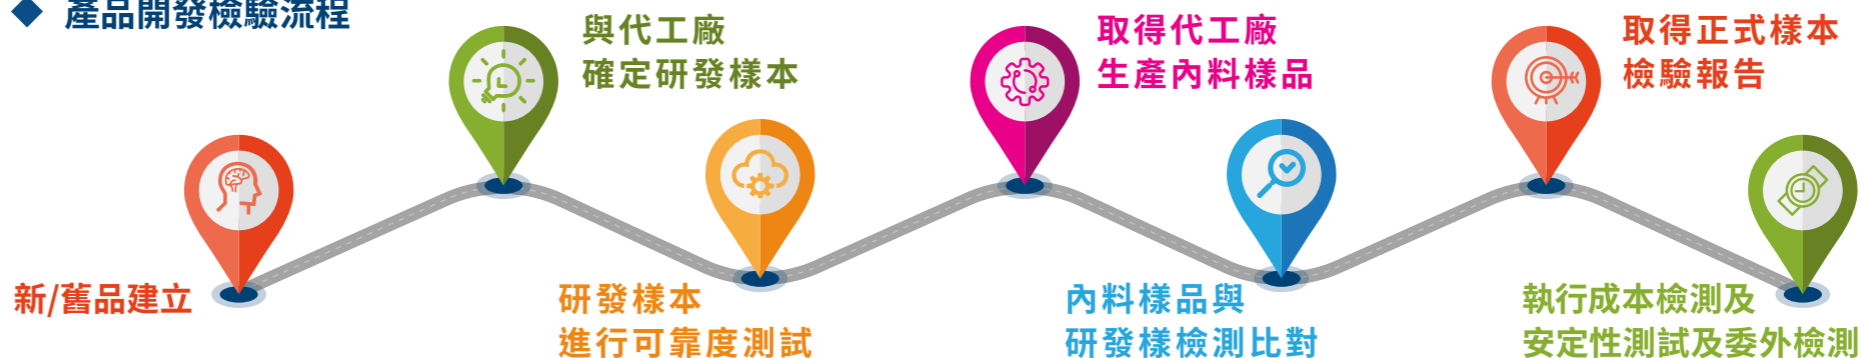 產品開發檢驗流程
新/舊品建立
與代工廠
確定研發樣本
研發樣本
進行可靠度測試
取得代工廠
生產內料樣品
內料樣品與
研發樣檢測比對
取得正式樣本
檢驗報告
執行成本檢測及
安定性測試及委外檢測